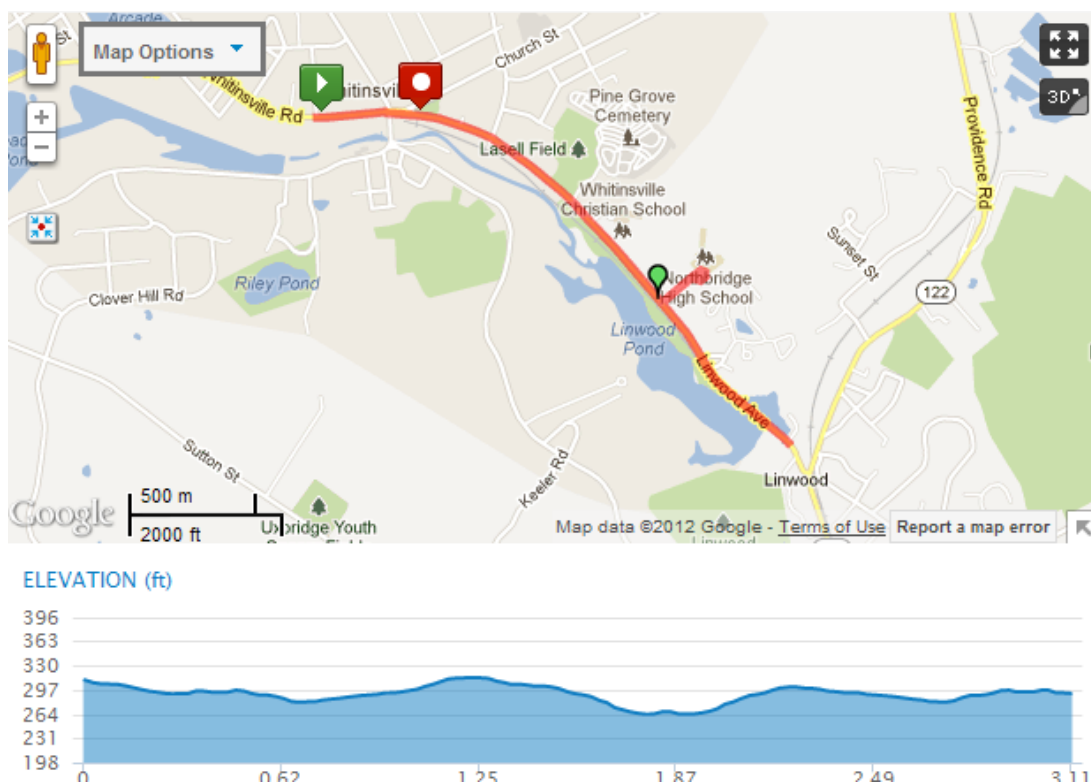 Arcade
St
Map Options
Church St
Whitinsville Rd
Pine Grove
Cemetery
3D
Lasell Field
Providence Rd
Whitinsville
Christian School
Sunset St
Riley Pond
Clover Hill Rd
Northbridge
High School
122
Linwood
Pond
Linwood Ave
Sutton St
Keeler Rd
Linwood
500 m
Google
2000 ft
Uxbridge Youth
Map data ©2012 Google - Terms of Use
Report a map error
Linwood
ELEVATION (ft)
396
363
330
297
264
231
198
0
0.62
1.25
1.87
2.49
3.11